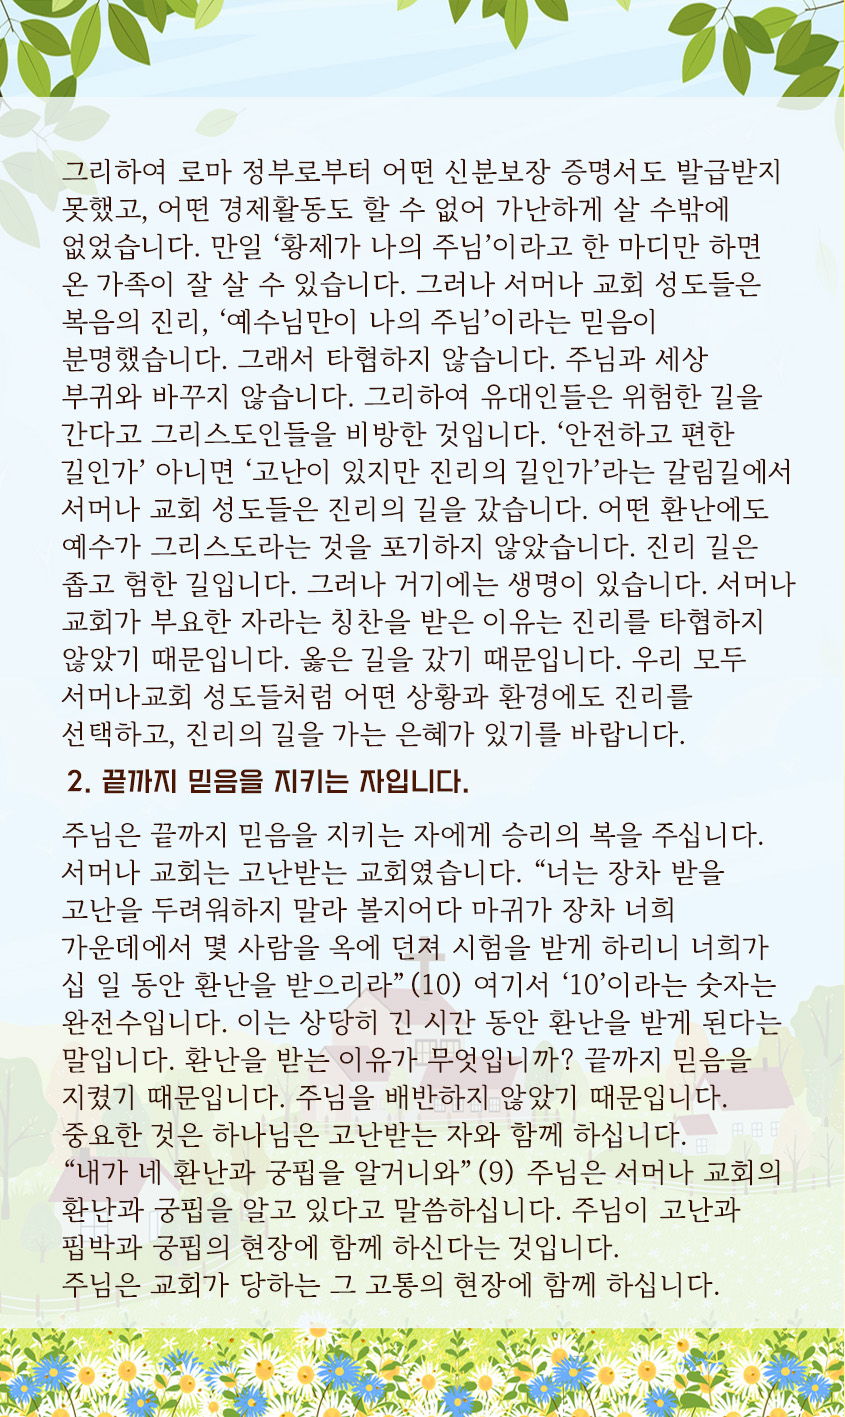 그리하여 로마 정부로부터 어떤 신분보장 증명서도 발급받지
못했고, 어떤 경제활동도 할 수 없어 가난하게 살 수밖에
없었습니다. 만일 ‘황제가 나의 주님’이라고 한 마디만 하면
온 가족이 잘 살 수 있습니다. 그러나 서머나 교회 성도들은
복음의 진리, ‘예수님만이 나의 주님’이라는 믿음이
분명했습니다. 그래서 타협하지 않습니다. 주님과 세상
부귀와 바꾸지 않습니다. 그리하여 유대인들은 위험한 길을
간다고 그리스도인들을 비방한 것입니다. ‘안전하고 편한
길인가’ 아니면 ‘고난이 있지만 진리의 길인가’라는 갈림길에서
서머나 교회 성도들은 진리의 길을 갔습니다. 어떤 환난에도
예수가 그리스도라는 것을 포기하지 않았습니다. 진리 길은
좁고 험한 길입니다. 그러나 거기에는 생명이 있습니다. 서머나
교회가 부요한 자라는 칭찬을 받은 이유는 진리를 타협하지
않았기 때문입니다. 옳은 길을 갔기 때문입니다. 우리 모두
서머나교회 성도들처럼 어떤 상황과 환경에도 진리를
선택하고, 진리의 길을 가는 은혜가 있기를 바랍니다.
2. 끝까지 믿음을 지키는 자입니다.
주님은 끝까지 믿음을 지키는 자에게 승리의 복을 주십니다.
서머나 교회는 고난받는 교회였습니다. “너는 장차 받을
고난을 두려워하지 말라 볼지어다 마귀가 장차 너희
가운데에서 몇 사람을 옥에 던져 시험을 받게 하리니 너희가
십 일 동안 환난을 받으리라”(10) 여기서 ‘10’이라는 숫자는
완전수입니다. 이는 상당히 긴 시간 동안 환난을 받게 된다는
말입니다. 환난을 받는 이유가 무엇입니까? 끝까지 믿음을
지켰기 때문입니다. 주님을 배반하지 않았기 때문입니다.
중요한 것은 하나님은 고난받는 자와 함께 하십니다.
“내가 네 환난과 궁핍을 알거니와”(9) 주님은 서머나 교회의
환난과 궁핍을 알고 있다고 말씀하십니다. 주님이 고난과
핍박과 궁핍의 현장에 함께 하신다는 것입니다.
주님은 교회가 당하는 그 고통의 현장에 함께 하십니다.